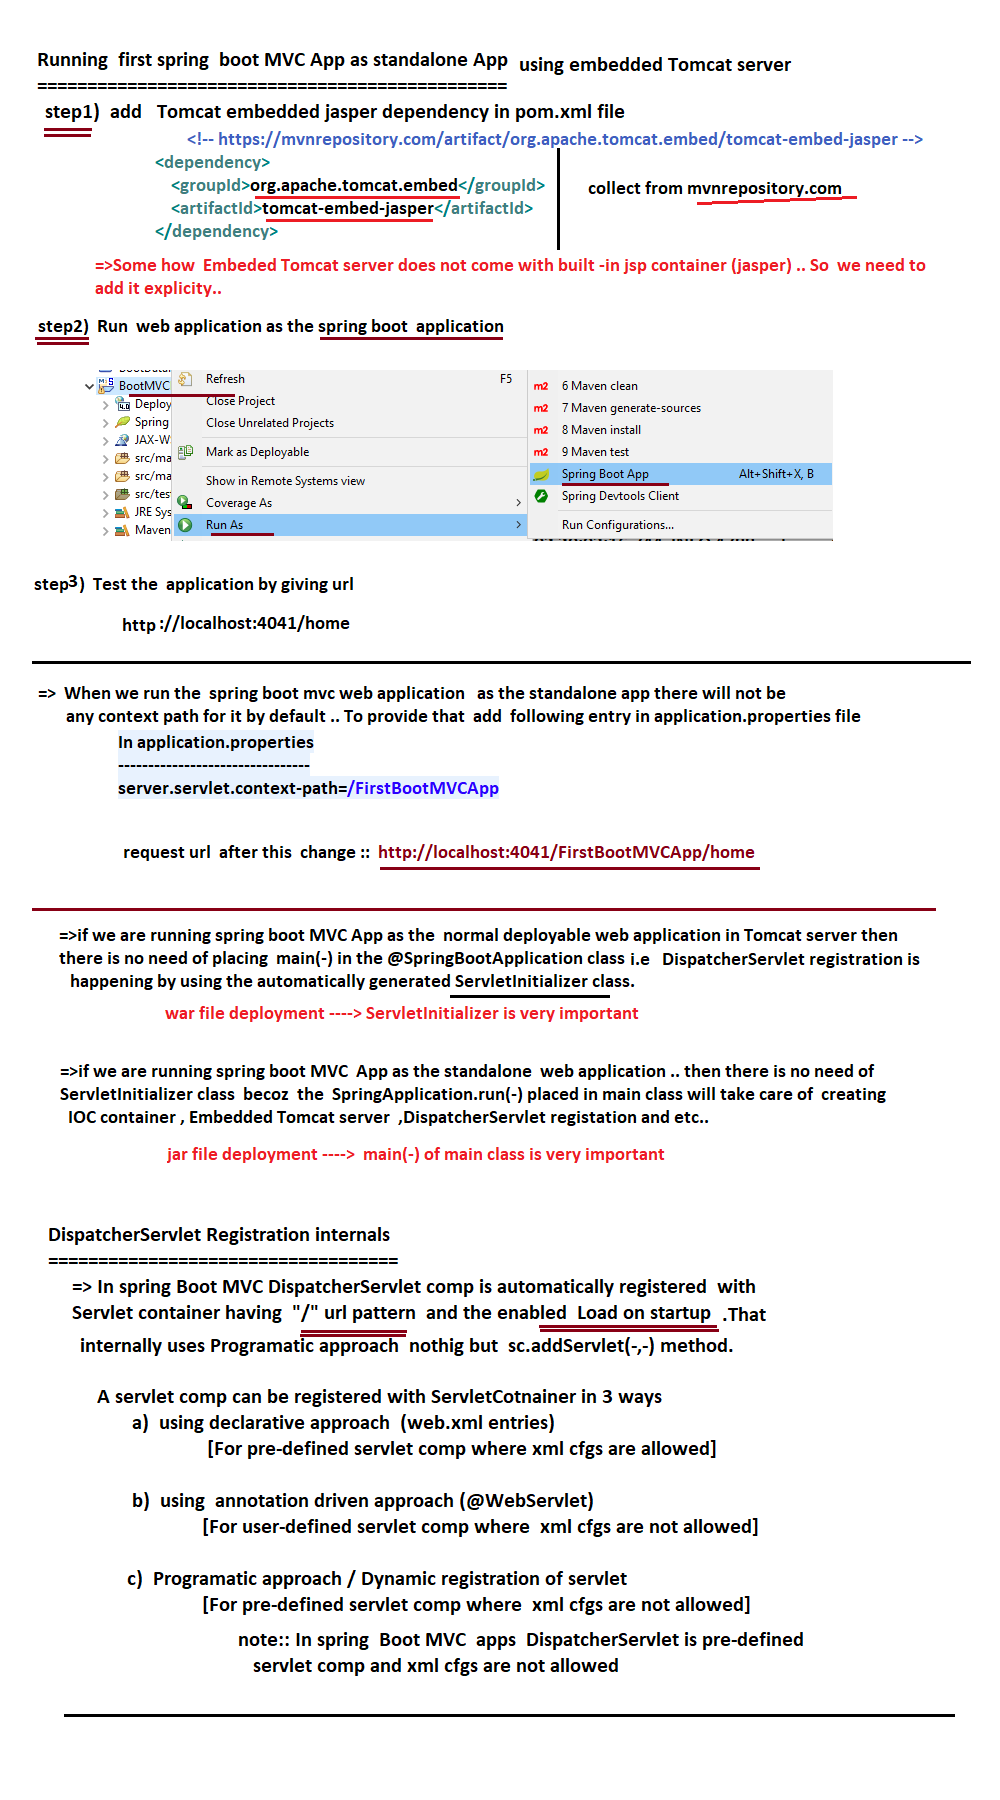 Running first spring boot MVC App as standalone App using embedded Tomcat server
===============================================
step1) add Tomcat embedded jasper dependency in pom.xml file
<!-- https://mvnrepository.com/artifact/org.apache.tomcat.embed/tomcat-embed-jasper -->
<dependency>
<groupId>org.apache.tomcat.embed</groupId>
collect from mvnrepository.com
<artifactId>tomcat-embed-jasper</artifactId>
</dependency>
=>Some how Embeded Tomcat server does not come with built -in jsp container (jasper) .. So we need to
add it explicity..
step2) Run web application as the spring boot application
BootMVC
Deploy
Spring
JAX-W
src/ma
src/ma
src/tes
JRE Sys
Maven
Refresh F5
Close Project
Close Unrelated Projects
Mark as Deployable
Show in Remote Systems view
Coverage As >
Run As >
m2 6 Maven clean
m2 7 Maven generate-sources
m2 8 Maven install
m2 9 Maven test
Spring Boot App Alt+Shift+X, B
Spring Devtools Client
Run Configurations...
step3) Test the application by giving url
http://localhost:4041/home
=> When we run the spring boot mvc web application as the standalone app there will not be
any context path for it by default .. To provide that add following entry in application.properties file
In application.properties
--------------------------------
server.servlet.context-path=/FirstBootMVCApp
request url after this change :: http://localhost:4041/FirstBootMVCApp/home
=>if we are running spring boot MVC App as the normal deployable web application in Tomcat server then
there is no need of placing main(-) in the @SpringBootApplication class i.e DispatcherServlet registration is
happening by using the automatically generated ServletInitializer class.
war file deployment ----> ServletInitializer is very important
=>if we are running spring boot MVC App as the standalone web application .. then there is no need of
ServletInitializer class becoz the SpringApplication.run(-) placed in main class will take care of creating
IOC container , Embedded Tomcat server ,DispatcherServlet registation and etc..
jar file deployment ----> main(-) of main class is very important
DispatcherServlet Registration internals
===================================
=> In spring Boot MVC DispatcherServlet comp is automatically registered with
Servlet container having "/" url pattern and the enabled Load on startup .That
internally uses Programatic approach nothig but sc.addServlet(-,-) method.
A servlet comp can be registered with ServletCotnainer in 3 ways
a) using declarative approach (web.xml entries)
[For pre-defined servlet comp where xml cfgs are allowed]
b) using annotation driven approach (@WebServlet)
[For user-defined servlet comp where xml cfgs are not allowed]
c) Programatic approach / Dynamic registration of servlet
[For pre-defined servlet comp where xml cfgs are not allowed]
note:: In spring Boot MVC apps DispatcherServlet is pre-defined
servlet comp and xml cfgs are not allowed